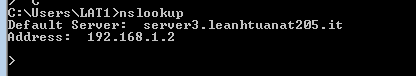 C:\Users\LAT1>nslookup
Default Server:  server3.leanhtuanat205.it
Address:  192.168.1.2
>